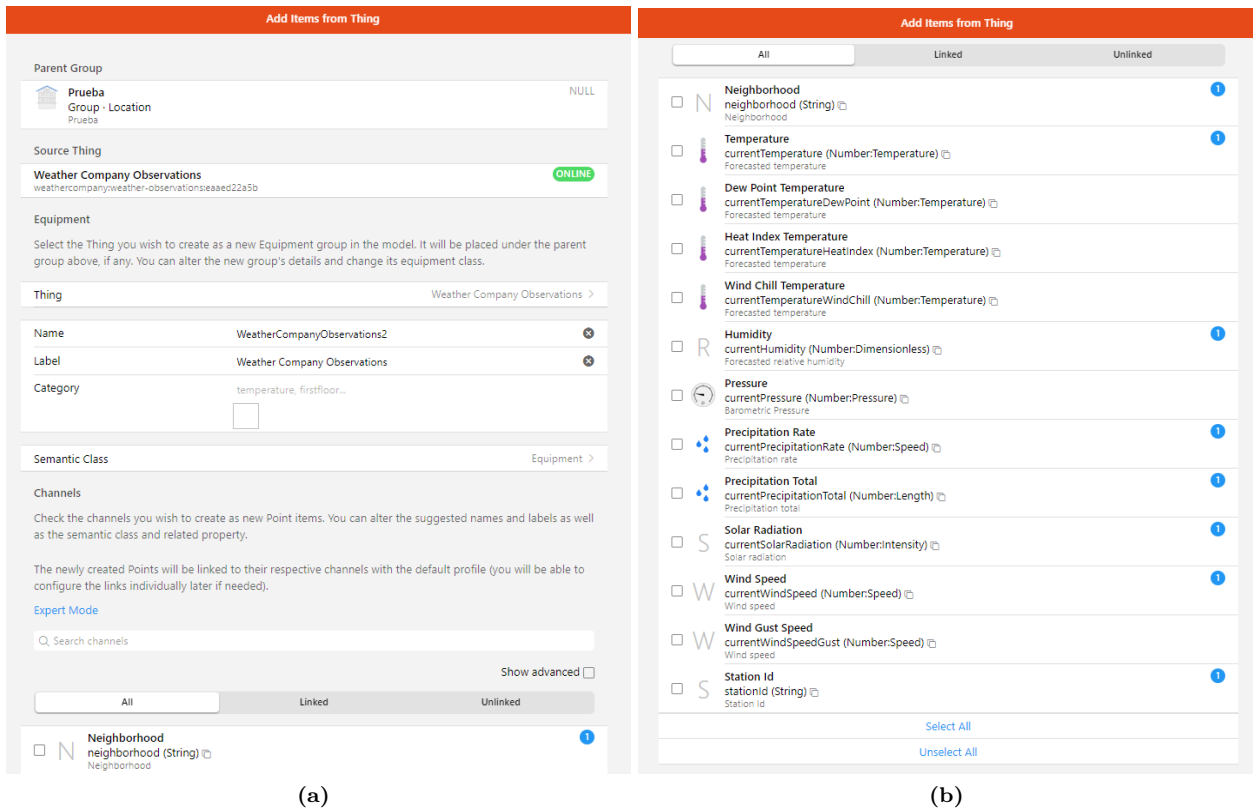 Add Items from Thing
Parent Group
Prueba
NULL
Group · Location
Prueba
Source Thing
Weather Company Observations
ONLINE
weathercompany:weather-observations:eaaed22a5b
Equipment
Select the Thing you wish to create as a new Equipment group in the model. It will be placed under the parent
group above, if any. You can alter the new group's details and change its equipment class.
Thing
Weather Company Observations
Name
WeatherCompanyObservations2
Label
Weather Company Observations
Category
temperature, firstfloor...
Semantic Class
Equipment
Channels
Check the channels you wish to create as new Point items. You can alter the suggested names and labels as well
as the semantic class and related property.
The newly created Points will be linked to their respective channels with the default profile (you will be able to
configure the links individually later if needed).
Expert Mode
Search channels
Show advanced
All Linked Unlinked
N
Neighborhood
1
neighborhood (String)
Neighborhood
(a)
Add Items from Thing
All Linked Unlinked
N
Neighborhood
1
neighborhood (String)
Neighborhood
Temperature
1
currentTemperature (Number:Temperature)
Forecasted temperature
Dew Point Temperature
currentTemperatureDewPoint (Number:Temperature)
Forecasted temperature
Heat Index Temperature
currentTemperatureHeatIndex (Number:Temperature)
Forecasted temperature
Wind Chill Temperature
currentTemperatureWindChill (Number:Temperature)
Forecasted temperature
R
Humidity
1
currentHumidity (Number:Dimensionless)
Forecasted relative humidity
Pressure
currentPressure (Number:Pressure)
Barometric Pressure
Precipitation Rate
1
currentPrecipitationRate (Number:Speed)
Precipitation rate
Precipitation Total
1
currentPrecipitationTotal (Number:Length)
Precipitation total
S
Solar Radiation
1
currentSolarRadiation (Number:Intensity)
Solar radiation
W
Wind Speed
1
currentWindSpeed (Number:Speed)
Wind speed
W
Wind Gust Speed
currentWindSpeedGust (Number:Speed)
Wind speed
S
Station Id
1
stationId (String)
Station Id
Select All
Unselect All
(b)